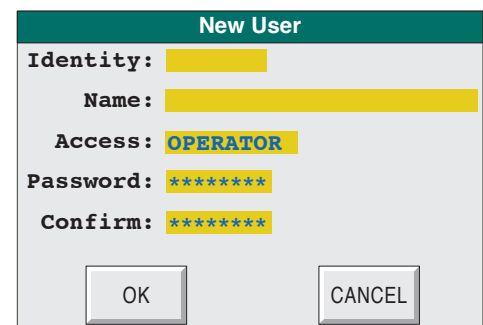 New User
Identity:
Name:
Access: OPERATOR
Password: ********
Confirm: ********
OK CANCEL